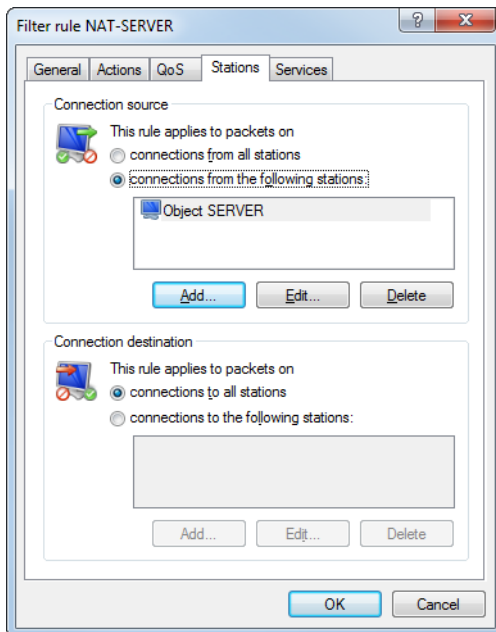 Filter rule NAT-SERVER
?
General Actions QoS Stations Services
Connection source
This rule applies to packets on
connections from all stations
connections from the following stations:
Object SERVER
Add... Edit... Delete
Connection destination
This rule applies to packets on
connections to all stations
connections to the following stations:
Add... Edit... Delete
OK Cancel